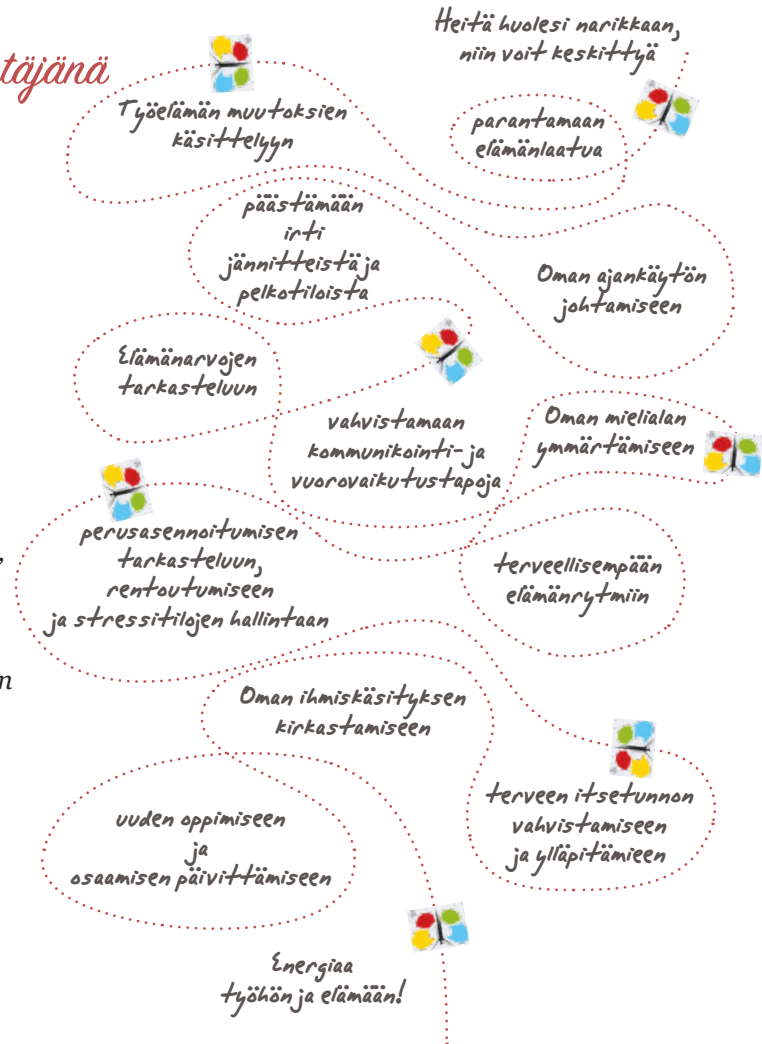 täjänä
Heitä huolesi narikkaan,
niin voit keskittyä
Työelämän muutoksien
käsittelyyn
parantamaan
elämänlaatua
päästämään
irti
jännitteistä ja
pelkotiloista
Oman ajankäytön
johtamiseen
Elämänarvojen
tarkasteluun
vahvistamaan
kommunikointi- ja
vuorovaikutustapoja
Oman mielialan
ymmärtämiseen
perusasennoitumisen
tarkasteluun,
rentoutumiseen
ja stressitilojen hallintaan
,
terveellisempään
elämänrytmiin
n
Oman ihmiskäsityksen
kirkastamiseen
terveen itsetunnon
vahvistamiseen
ja ylläpitämieen
uuden oppimiseen
ja
osaamisen päivittämiseen
Energiaa
työhön ja elämään!